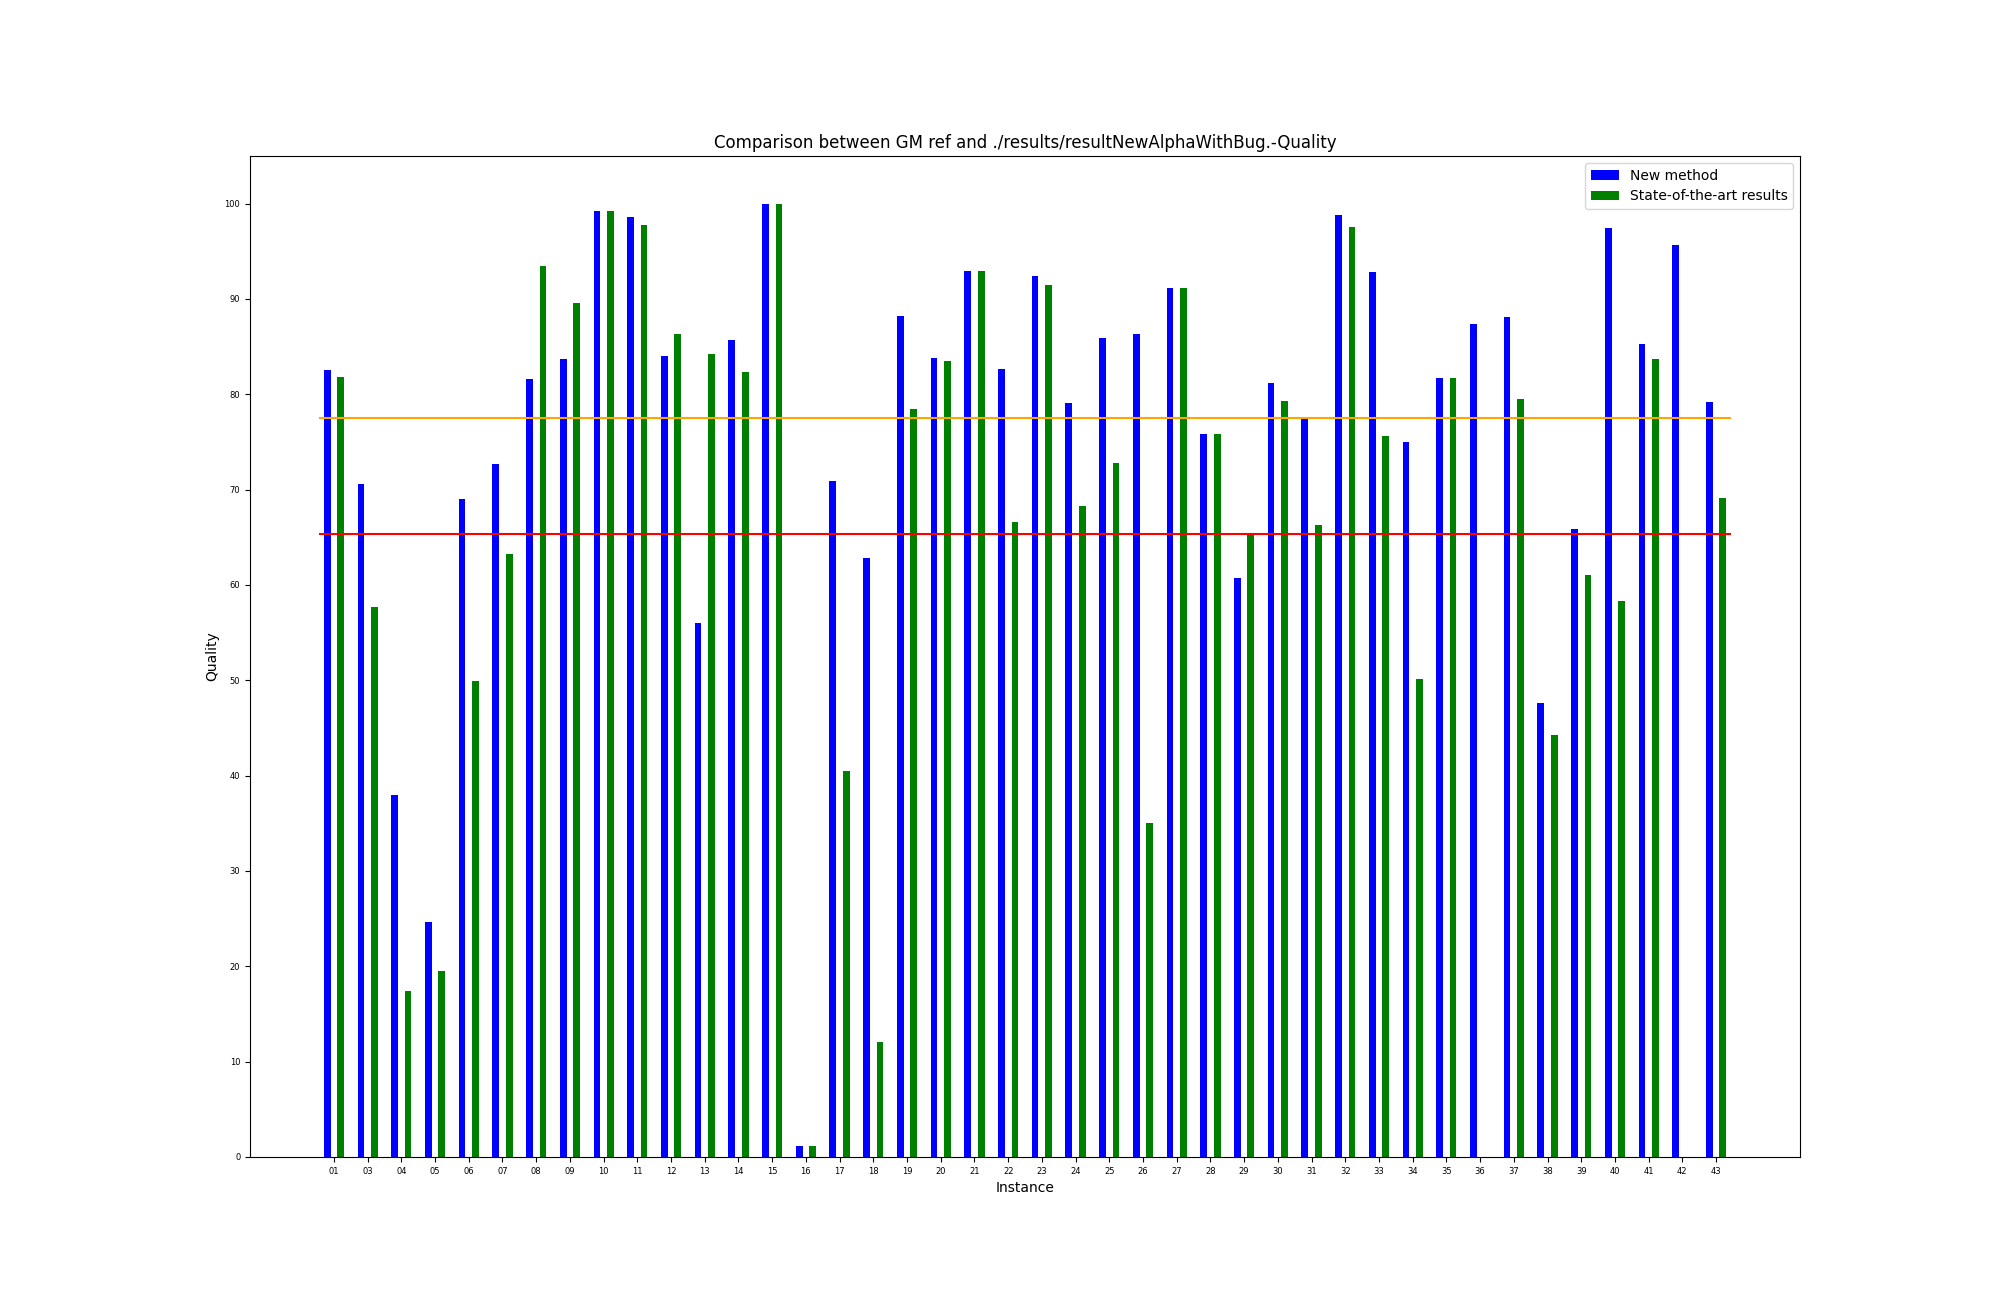 Comparison between GM ref and ./results/resultNewAlphaWithBug.-Quality
New method
State-of-the-art results
100
90
80
70
60
50
40
30
20
10
0
Quality
01 03 04 05 06 07 08 09 10 11 12 13 14 15 16 17 18 19 20 21 22 23 24 25 26 27 28 29 30 31 32 33 34 35 36 37 38 39 40 41 42 43
Instance